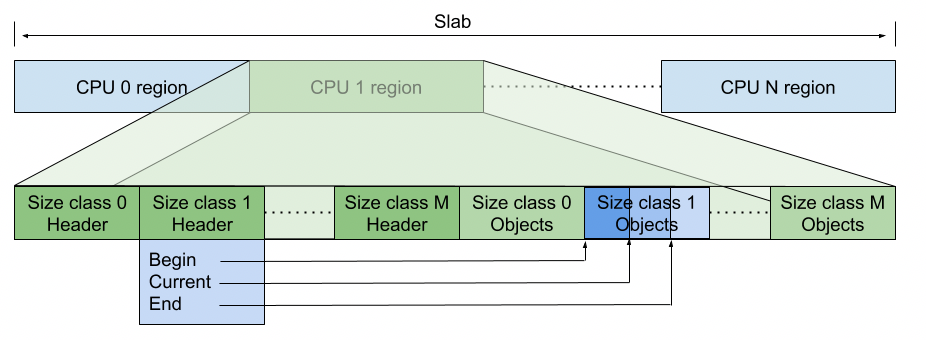 Slab
CPU 0 region
CPU 1 region
CPU N region
Size class 0
Header
Size class 1
Header
Size class M
Header
Size class 0
Objects
Size class 1
Objects
Size class M
Objects
Begin
Current
End